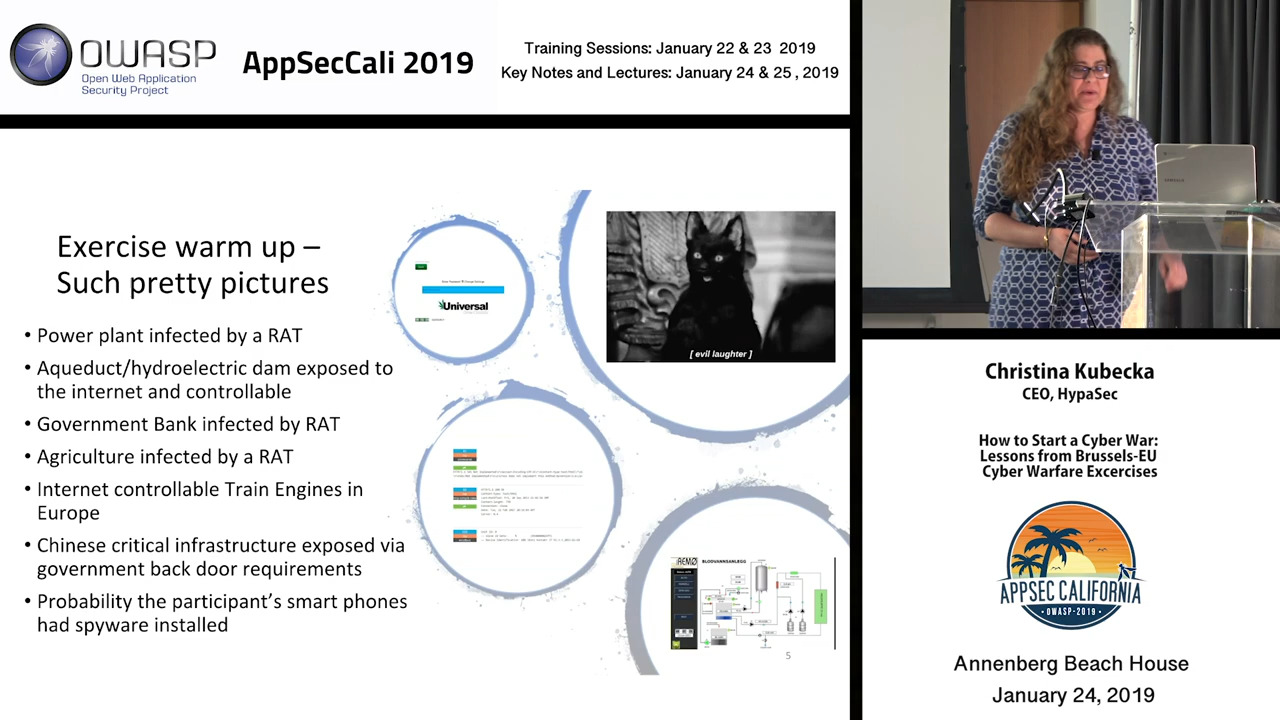 OWASP
Open Web Application
Security Project
AppSecCali 2019
Training Sessions: January 22 & 23 2019
Key Notes and Lectures: January 24 & 25 , 2019
Exercise warm up –
Such pretty pictures
• Power plant infected by a RAT
• Aqueduct/hydroelectric dam exposed to
the internet and controllable
• Government Bank infected by RAT
• Agriculture infected by a RAT
• Internet controllable Train Engines in
Europe
• Chinese critical infrastructure exposed via
government back door requirements
• Probability the participant’s smart phones
had spyware installed
Universal
[ evil laughter ]
BLODVANNSANLEGG
5
Christina Kubecka
CEO, HypaSec
How to Start a Cyber War:
Lessons from Brussels-EU
Cyber Warfare Excercises
APPSEC CALIFORNIA
• OWASP-2019 •
Annenberg Beach House
January 24, 2019